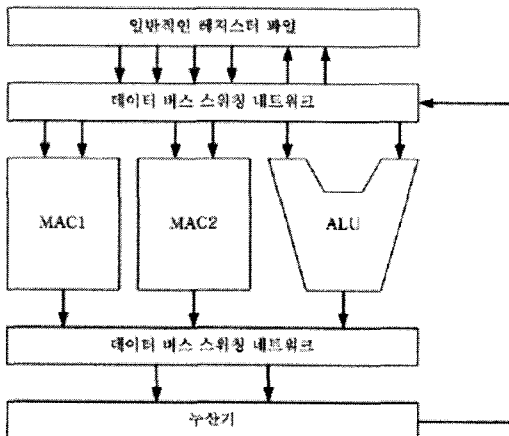 일반적인 레지스터 파일
데이터 버스 스위칭 네트워크
MAC1
MAC2
ALU
데이터 버스 스위칭 네트워크
누산기